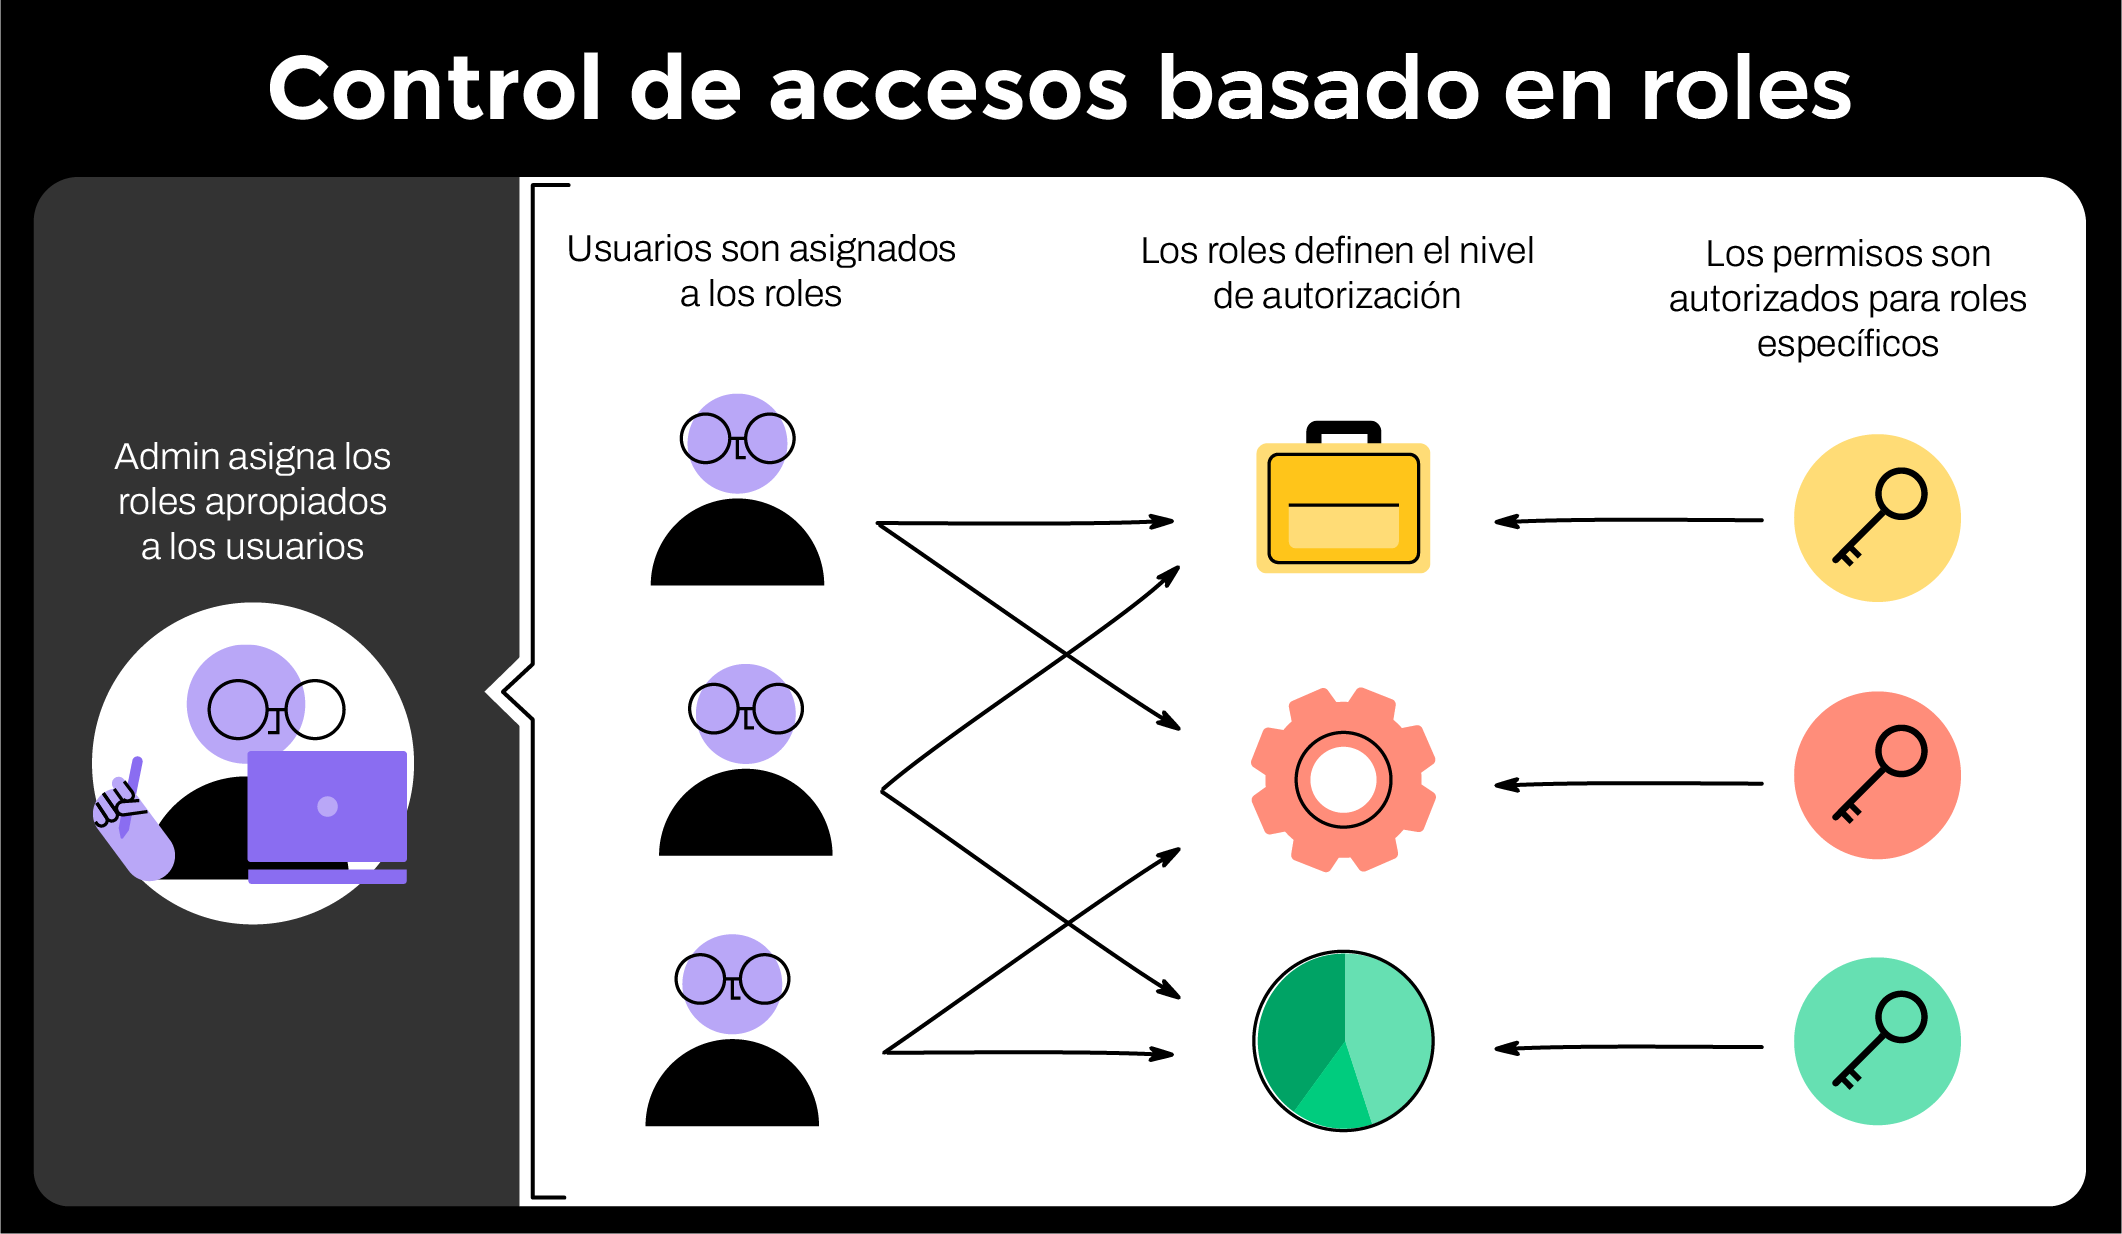 Control de accesos basado en roles
Admin asigna los
roles apropiados
a los usuarios
Usuarios son asignados
a los roles
Los roles definen el nivel
de autorización
Los permisos son
autorizados para roles
específicos